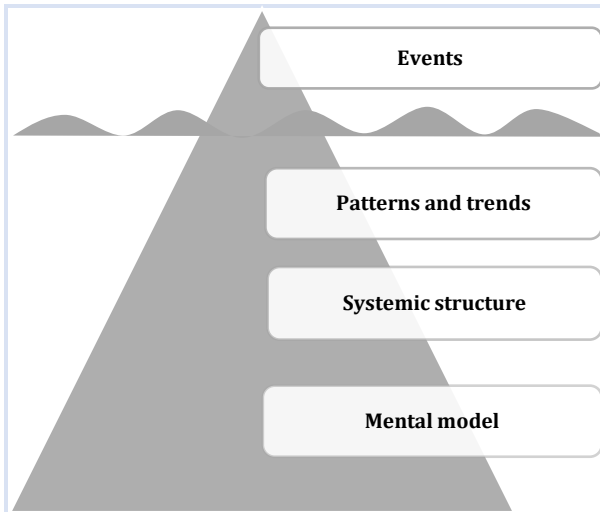 Events
Patterns and trends
Systemic structure
Mental model